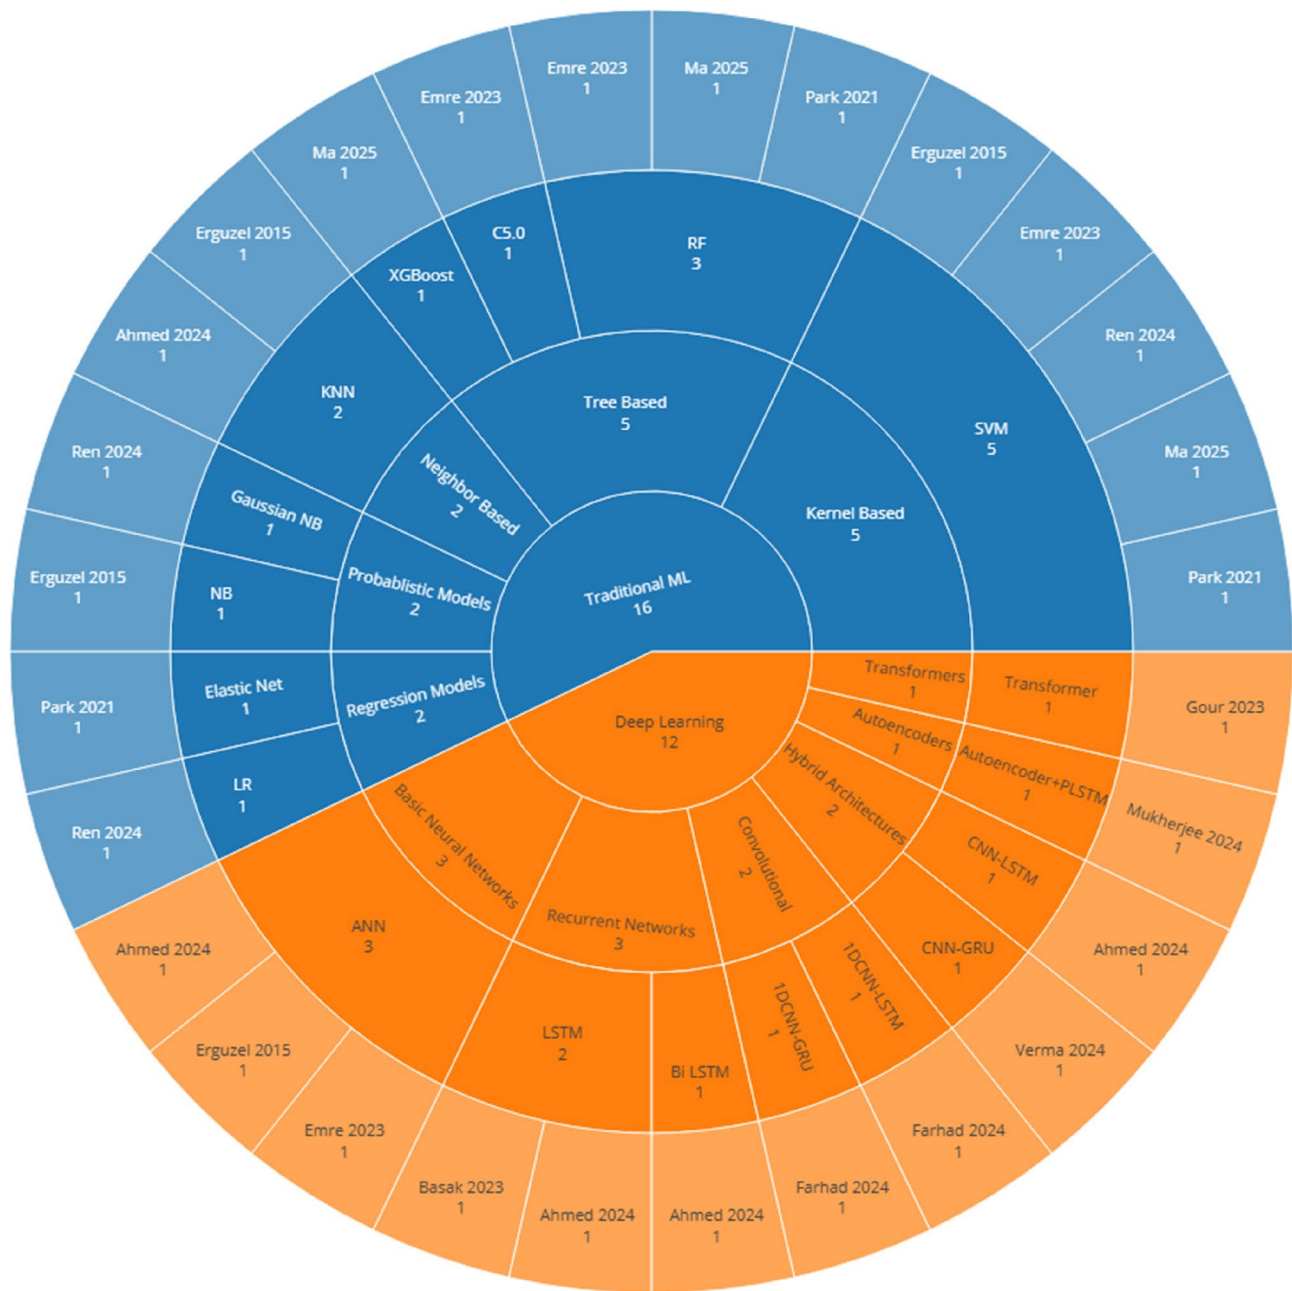 Traditional ML
16
Kernel Based
5
SVM
5
Park 2021
1
Ma 2025
1
Ren 2024
1
Emre 2023
1
Erguzel 2015
1
Tree Based
5
RF
3
Park 2021
1
Ma 2025
1
Emre 2023
1
C5.0
1
Emre 2023
1
XGBoost
1
Ma 2025
1
Neighbor Based
2
KNN
2
Erguzel 2015
1
Ahmed 2024
1
Probablistic Models
2
Gaussian NB
1
Ren 2024
1
NB
1
Erguzel 2015
1
Regression Models
2
Elastic Net
1
Park 2021
1
LR
1
Ren 2024
1
Deep Learning
12
Basic Neural Networks
3
ANN
3
Ahmed 2024
1
Erguzel 2015
1
Emre 2023
1
Recurrent Networks
3
LSTM
2
Basak 2023
1
Ahmed 2024
1
Bi LSTM
1
Ahmed 2024
1
Convolutional
2
1DCNN-GRU
1
Farhad 2024
1
1DCNN-LSTM
1
Farhad 2024
1
Hybrid Architectures
2
CNN-GRU
1
Verma 2024
1
CNN-LSTM
1
Ahmed 2024
1
Autoencoders
1
Autoencoder+PLSTM
1
Mukherjee 2024
1
Transformers
1
Transformer
1
Gour 2023
1